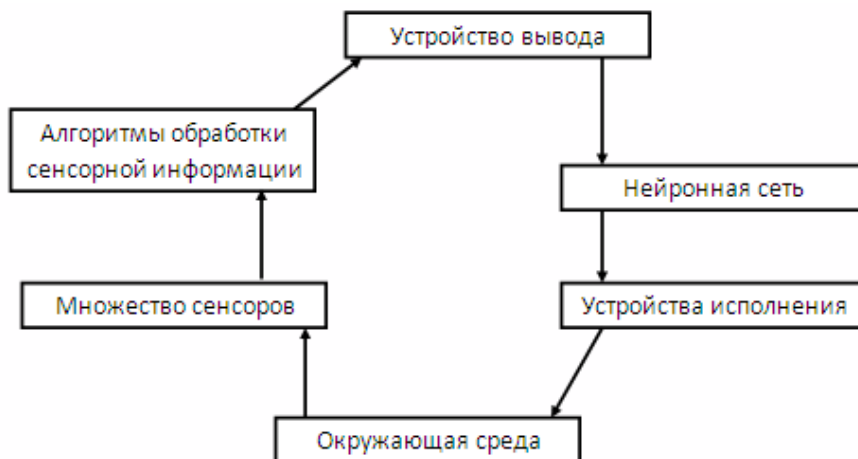 Устройство вывода
Алгоритмы обработки
сенсорной информации
Нейронная сеть
Множество сенсоров
Устройства исполнения
Окружающая среда